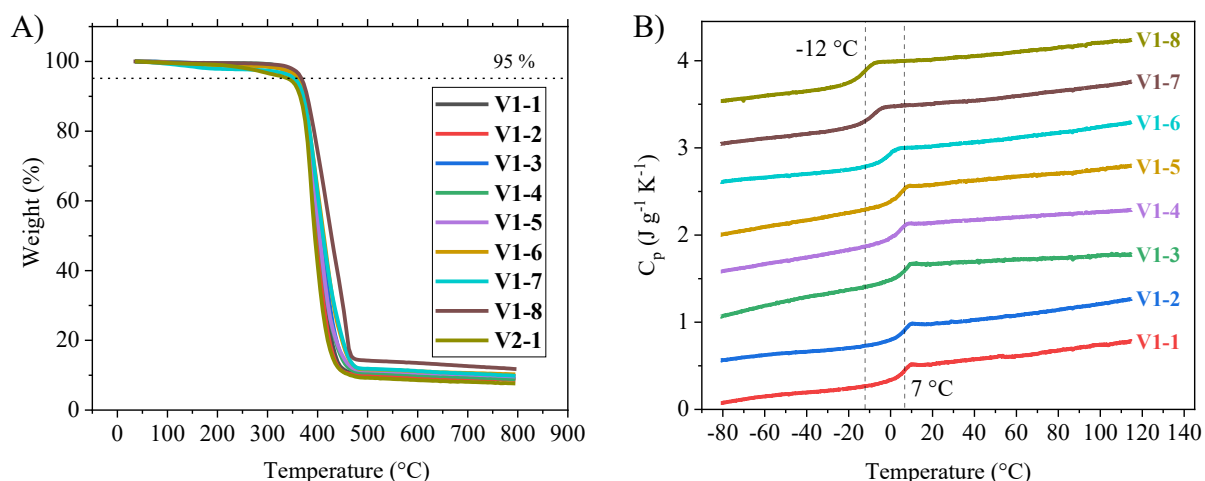 A)
100
80
60
40
20
0
Weight (%)
0 100 200 300 400 500 600 700 800 900
Temperature (°C)
95 %
V1-1
V1-2
V1-3
V1-4
V1-5
V1-6
V1-7
V1-8
V2-1
B)
4
3
2
1
0
Cp (J g-1 K-1)
-80 -60 -40 -20 0 20 40 60 80 100 120 140
Temperature (°C)
-12 °C
7 °C
V1-8
V1-7
V1-6
V1-5
V1-4
V1-3
V1-2
V1-1